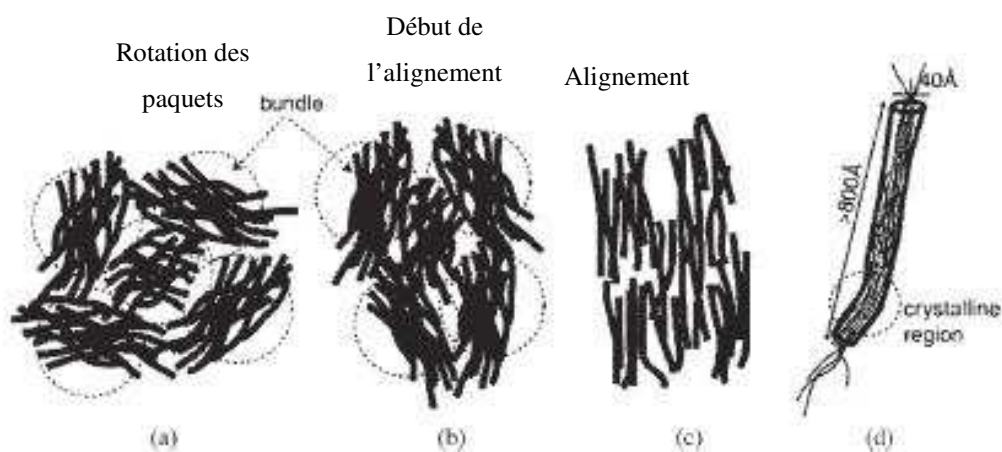 Rotation des
paquets
Début de
l'alignement
Alignement
bundle
40Å
>800Å
crystalline
region
(a)
(b)
(c)
(d)